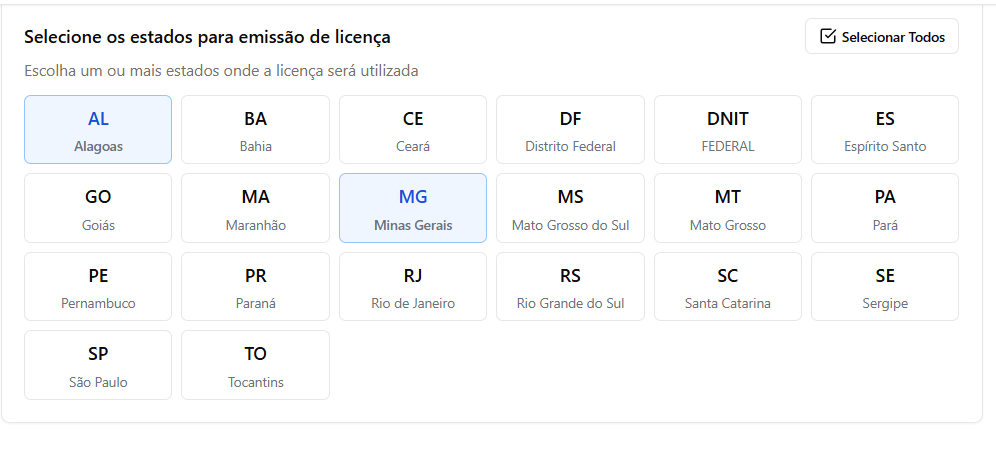 Selecione os estados para emissão de licença
Selecionar Todos
Escolha um ou mais estados onde a licença será utilizada
AL
Alagoas
BA
Bahia
CE
Ceará
DF
Distrito Federal
DNIT
FEDERAL
ES
Espírito Santo
GO
Goiás
MA
Maranhão
MG
Minas Gerais
MS
Mato Grosso do Sul
MT
Mato Grosso
PA
Pará
PE
Pernambuco
PR
Paraná
RJ
Rio de Janeiro
RS
Rio Grande do Sul
SC
Santa Catarina
SE
Sergipe
SP
São Paulo
TO
Tocantins